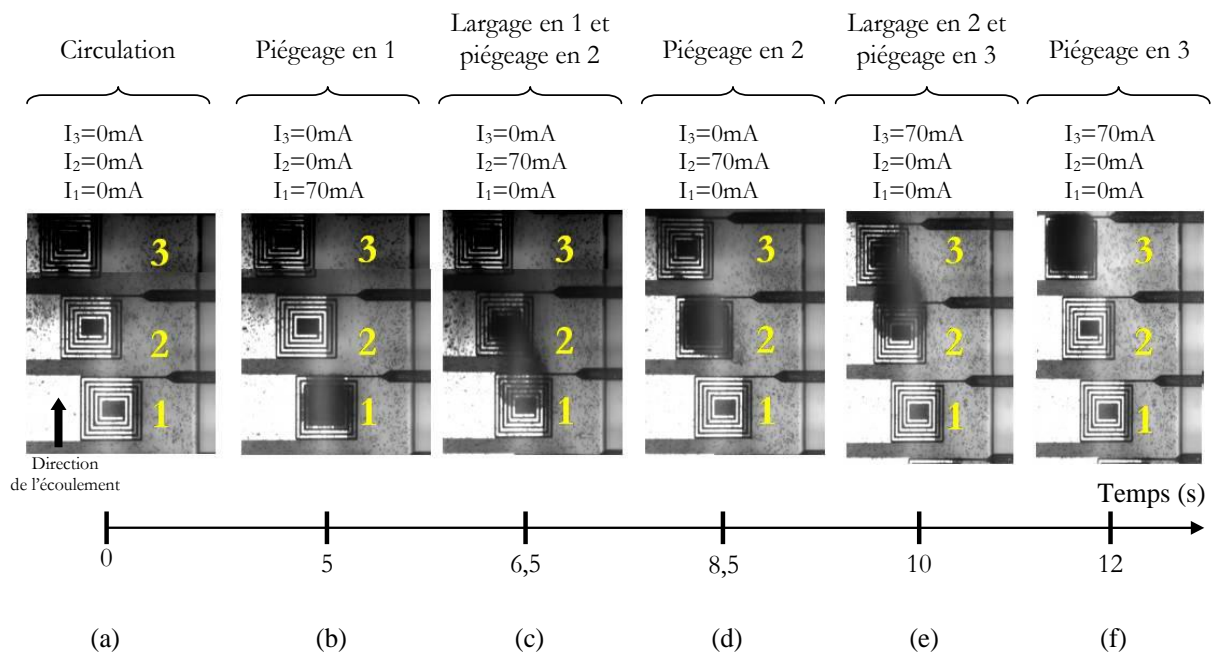 Circulation
Piégeage en 1
Largage en 1 et
piégeage en 2
Piégeage en 2
Largage en 2 et
piégeage en 3
Piégeage en 3
I₃=0mA
I₂=0mA
I₁=0mA
I₃=0mA
I₂=0mA
I₁=70mA
I₃=0mA
I₂=70mA
I₁=0mA
I₃=0mA
I₂=70mA
I₁=0mA
I₃=70mA
I₂=0mA
I₁=0mA
I₃=70mA
I₂=0mA
I₁=0mA
3
2
1
3
2
1
3
2
1
3
2
1
3
2
1
3
2
1
Direction
de l'écoulement
Temps (s)
0
5
6,5
8,5
10
12
(a)
(b)
(c)
(d)
(e)
(f)